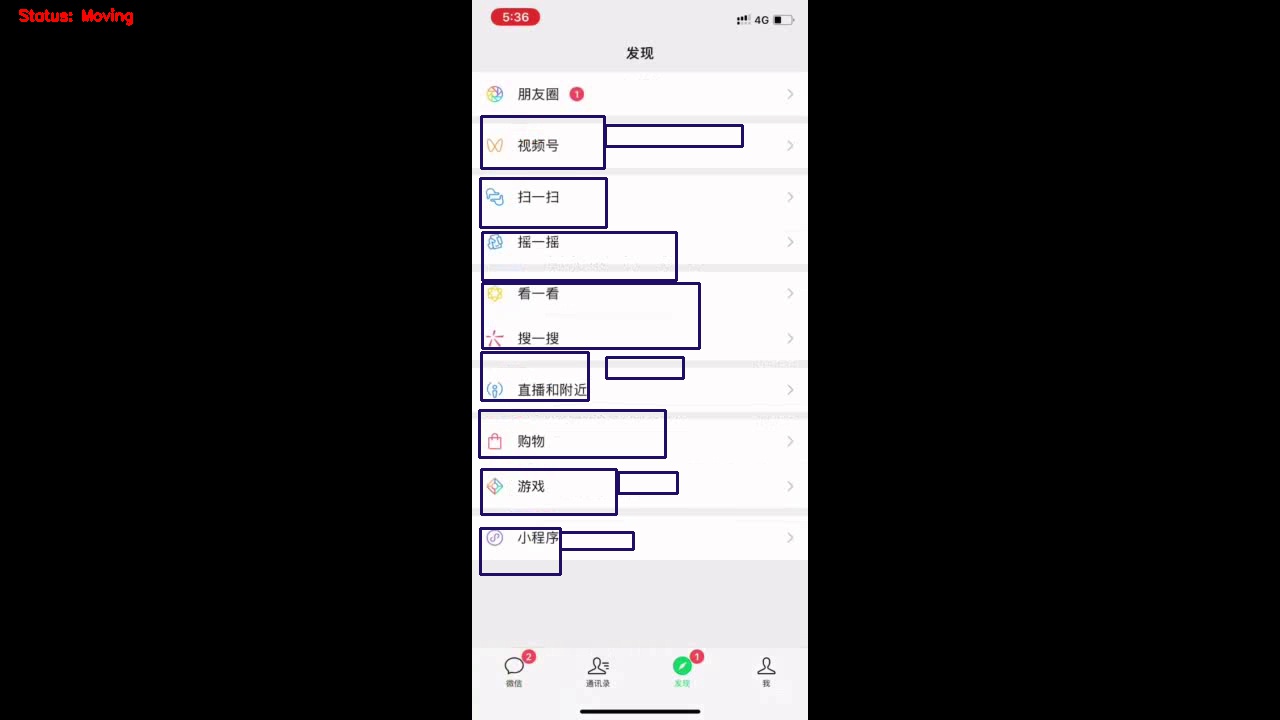 Status: Moving
5:36
4G
发现
朋友圈 1
视频号
扫一扫
摇一摇
看一看
搜一搜
直播和附近
购物
游戏
小程序
2 1
微信 通讯录 发现 我